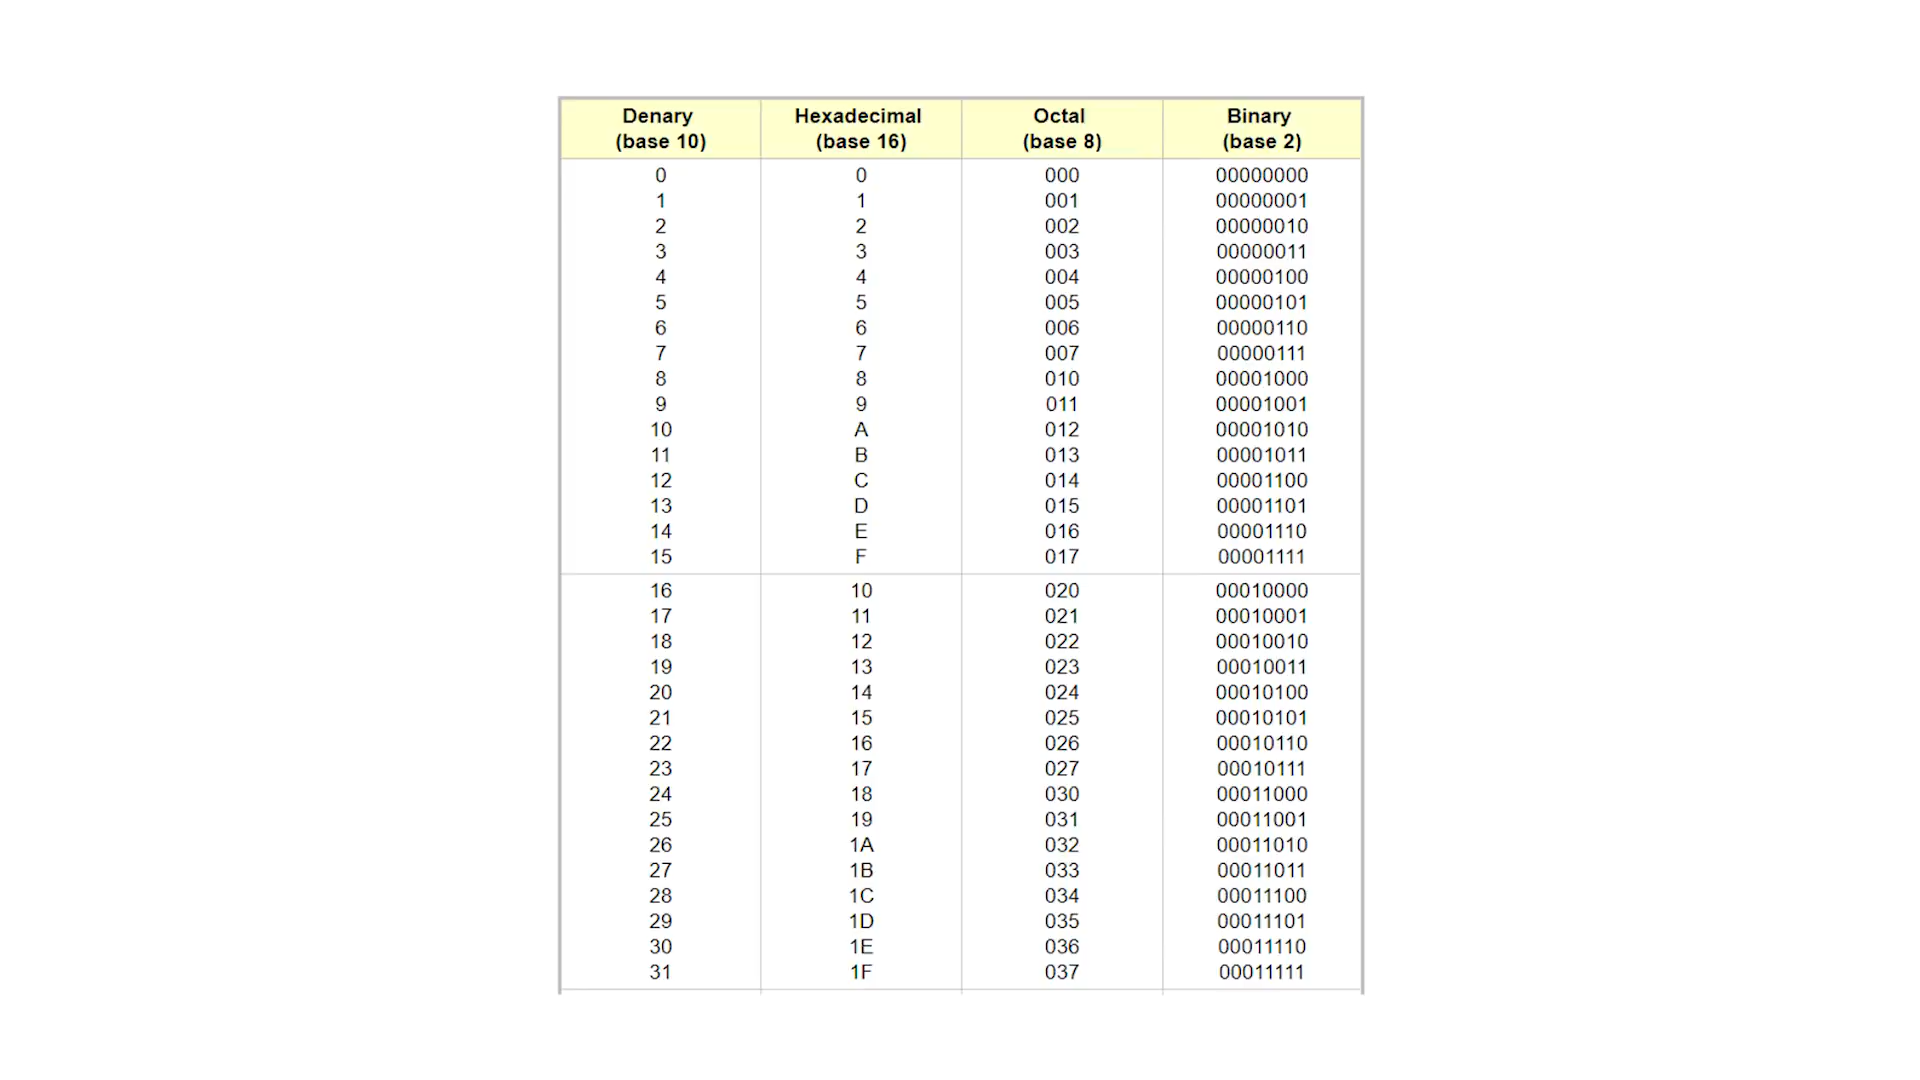 Denary Hexadecimal Octal Binary
(base 10) (base 16) (base 8) (base 2)
0 0 000 00000000
1 1 001 00000001
2 2 002 00000010
3 3 003 00000011
4 4 004 00000100
5 5 005 00000101
6 6 006 00000110
7 7 007 00000111
8 8 010 00001000
9 9 011 00001001
10 A 012 00001010
11 B 013 00001011
12 C 014 00001100
13 D 015 00001101
14 E 016 00001110
15 F 017 00001111
16 10 020 00010000
17 11 021 00010001
18 12 022 00010010
19 13 023 00010011
20 14 024 00010100
21 15 025 00010101
22 16 026 00010110
23 17 027 00010111
24 18 030 00011000
25 19 031 00011001
26 1A 032 00011010
27 1B 033 00011011
28 1C 034 00011100
29 1D 035 00011101
30 1E 036 00011110
31 1F 037 00011111